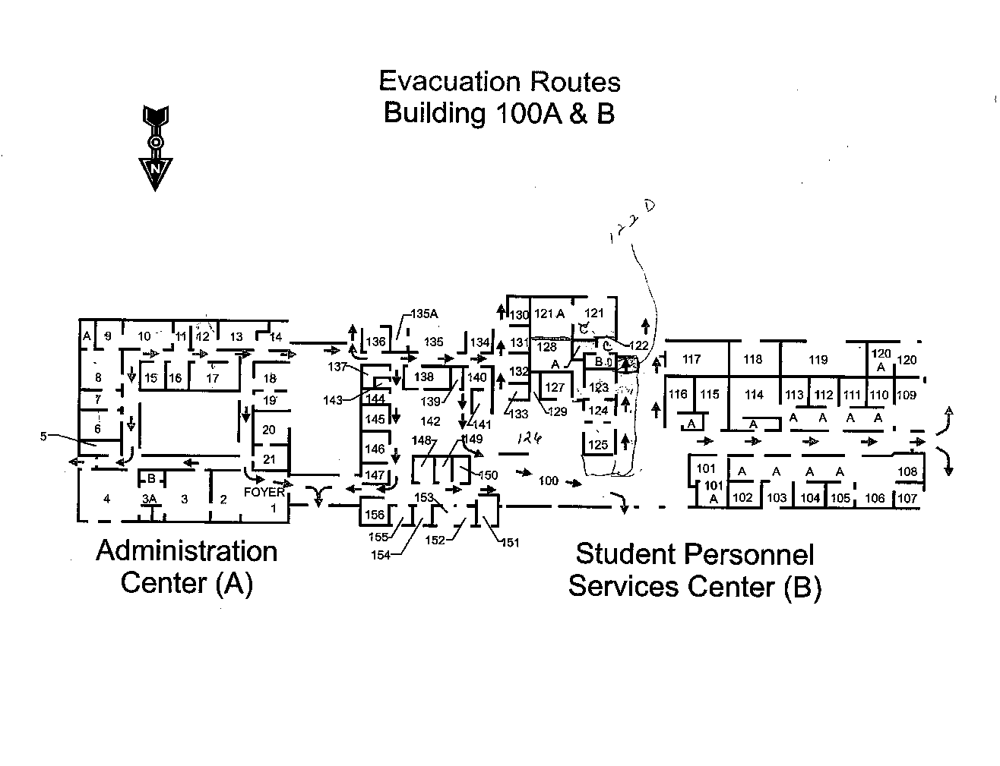 Evacuation Routes
Building 100A & B
N
122 D
135A
130 121 A 121
A 9 10 11 12 13 14
136 135 134 131 128 C C 122
137 A B
117 118 119 120 A 120
8 15 16 17 18
138 140 132
143 139 127 123
7 19 144
116 115 114 113 112 111 110 109
145 142 141 133 129 124
6 20
A A A A A A
5
146 148 149 126 125
21
147 150 100
B FOYER
101 A A A A 108
4 3A 3 2 1
153
101 A 102 103 104 105 106 107
156
155 152 151
154
Administration
Center (A)
Student Personnel
Services Center (B)